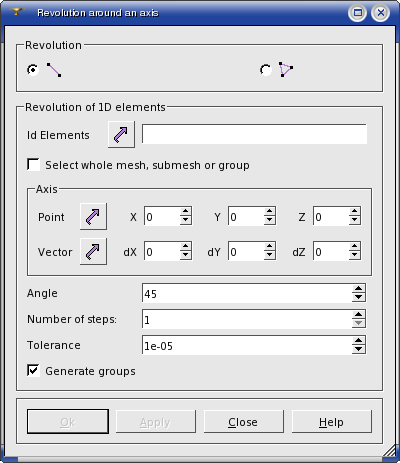 Revolution around an axis
Revolution
Revolution of 1D elements
Id Elements
Select whole mesh, submesh or group
Axis
Point X 0 Y 0 Z 0
Vector dX 0 dY 0 dZ 0
Angle 45
Number of steps: 1
Tolerance 1e-05
Generate groups
Ok Apply Close Help